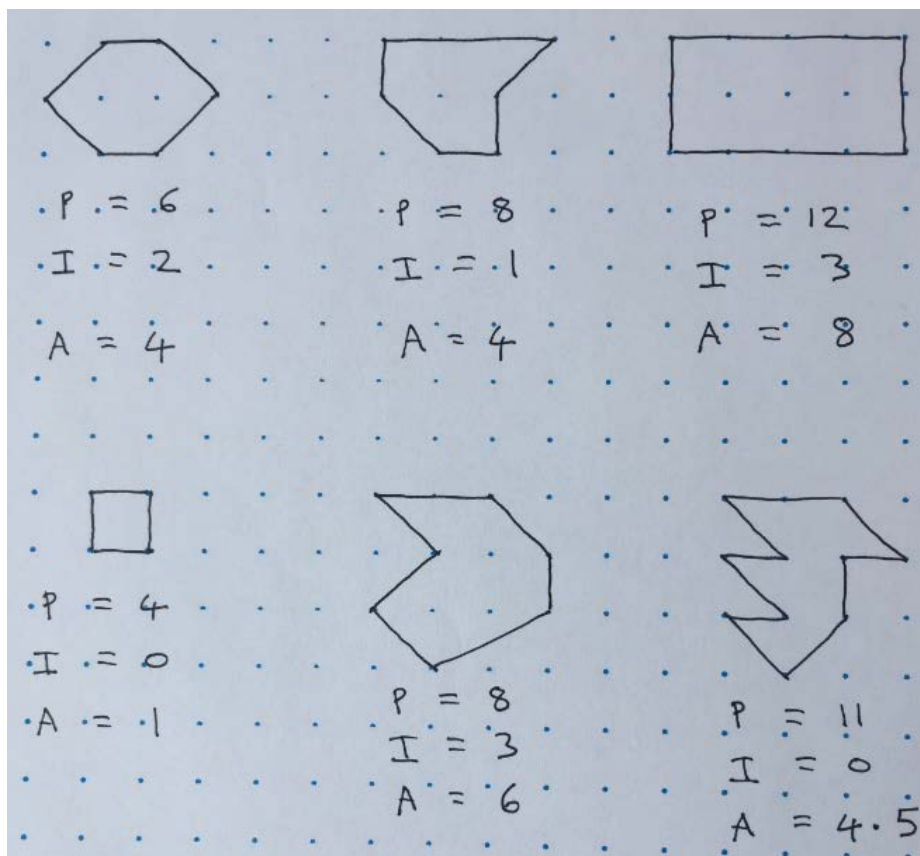 P = 6
I = 2
A = 4
P = 8
I = 1
A = 4
P = 12
I = 3
A = 8
P = 4
I = 0
A = 1
P = 8
I = 3
A = 6
P = 11
I = 0
A = 4.5